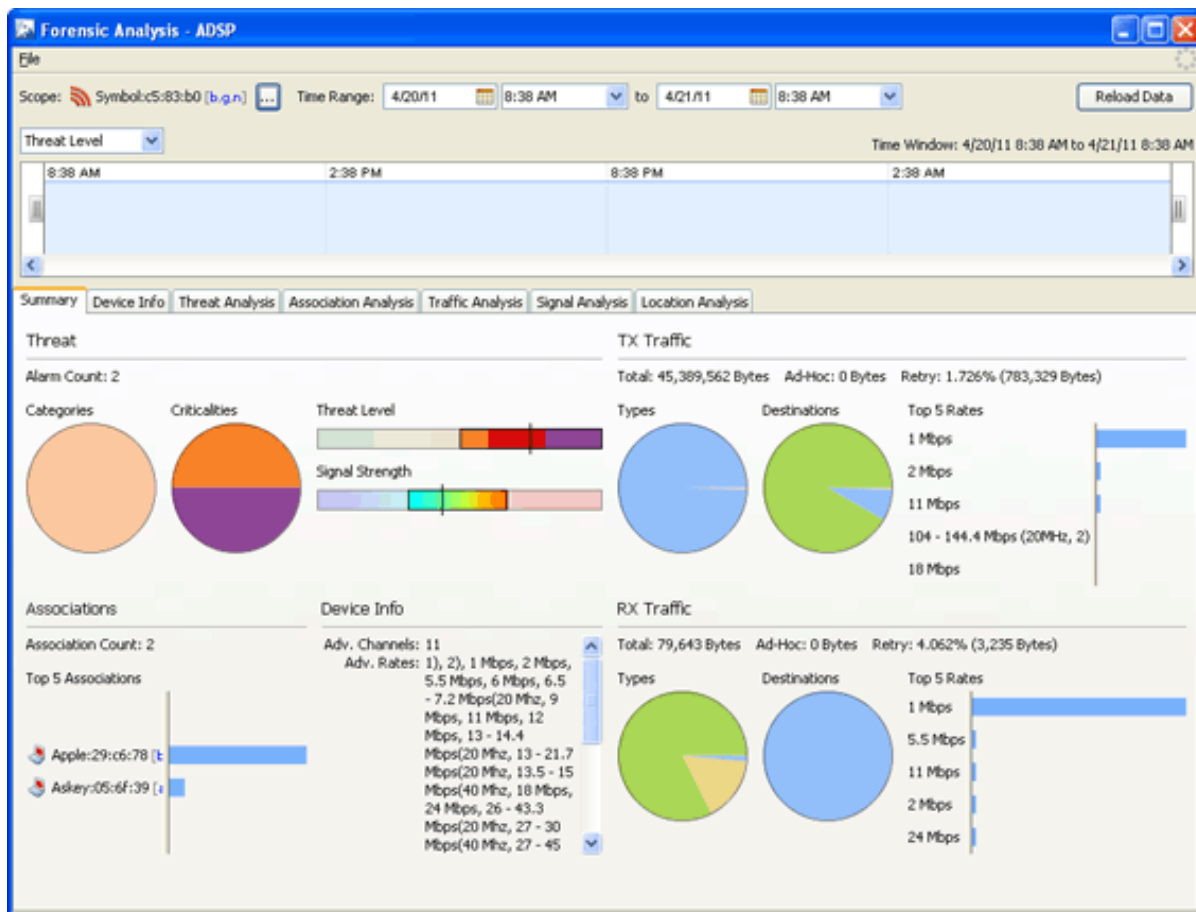 Forensic Analysis - ADSP
File
Scope: Symbol:c5:83:b0 [b,g,n] ... Time Range: 4/20/11 8:38 AM to 4/21/11 8:38 AM Reload Data
Threat Level Time Window: 4/20/11 8:38 AM to 4/21/11 8:38 AM
8:38 AM 2:38 PM 8:38 PM 2:38 AM
Summary Device Info Threat Analysis Association Analysis Traffic Analysis Signal Analysis Location Analysis
Threat
Alarm Count: 2
Categories Criticalities Threat Level
Signal Strength
TX Traffic
Total: 45,389,562 Bytes Ad-Hoc: 0 Bytes Retry: 1.726% (783,329 Bytes)
Types Destinations Top 5 Rates
1 Mbps
2 Mbps
11 Mbps
104 - 144.4 Mbps (20MHz, 2)
18 Mbps
Associations
Association Count: 2
Top 5 Associations
Apple:29:c6:78 [b
Askey:05:6f:39 [a
Device Info
Adv. Channels: 11
Adv. Rates: 1), 2), 1 Mbps, 2 Mbps,
5.5 Mbps, 6 Mbps, 6.5
- 7.2 Mbps(20 Mhz, 9
Mbps, 11 Mbps, 12
Mbps, 13 - 14.4
Mbps(20 Mhz, 13 - 21.7
Mbps(20 Mhz, 13.5 - 15
Mbps(40 Mhz, 18 Mbps,
24 Mbps, 26 - 43.3
Mbps(20 Mhz, 27 - 30
Mbps(40 Mhz, 27 - 45
RX Traffic
Total: 79,643 Bytes Ad-Hoc: 0 Bytes Retry: 4.062% (3,235 Bytes)
Types Destinations Top 5 Rates
1 Mbps
5.5 Mbps
11 Mbps
2 Mbps
24 Mbps